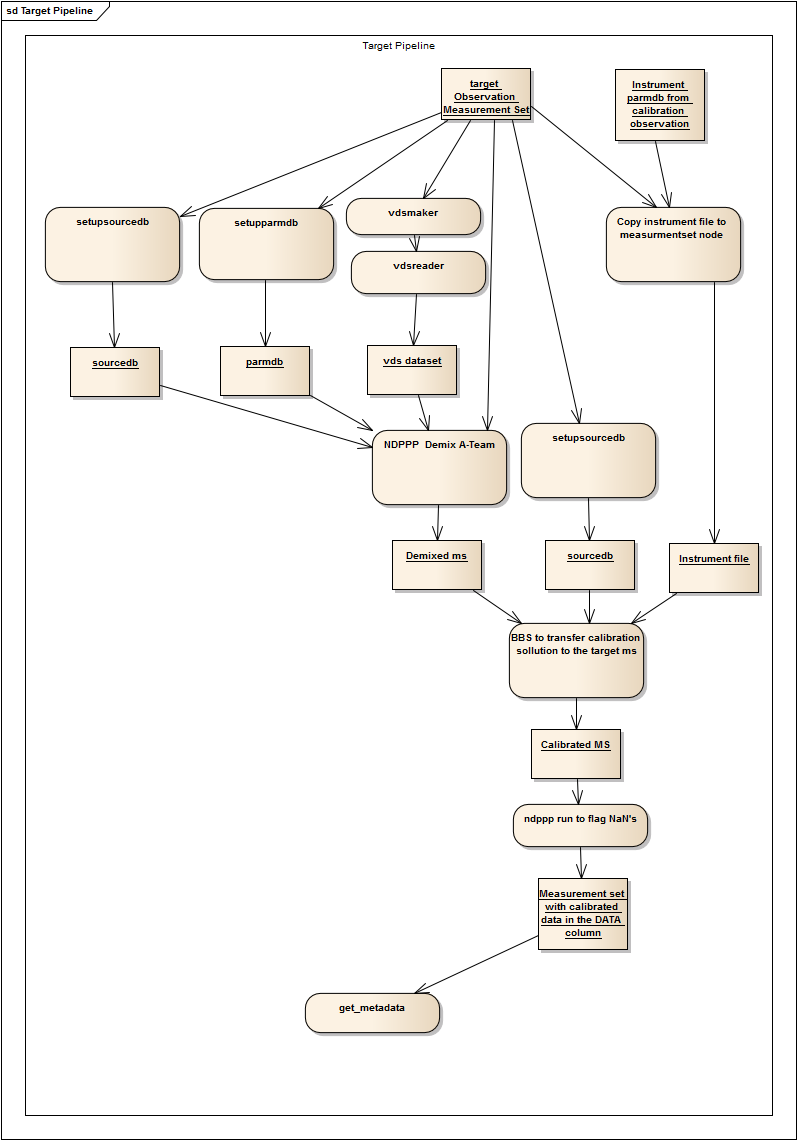 sd Target Pipeline
Target Pipeline
target
Observation
Measurement Set
Instrument
parmdb from
calibration
observation
setupsourcedb
setupparmdb
vdsmaker
Copy instrument file to
measurmentset node
vdsreader
sourcedb
parmdb
vds dataset
NDPPP  Demix A-Team
setupsourcedb
Demixed ms
sourcedb
Instrument file
BBS to transfer calibration
sollution to the target ms
Calibrated MS
ndppp run to flag NaN's
Measurement set
with calibrated
data in the DATA
column
get_metadata